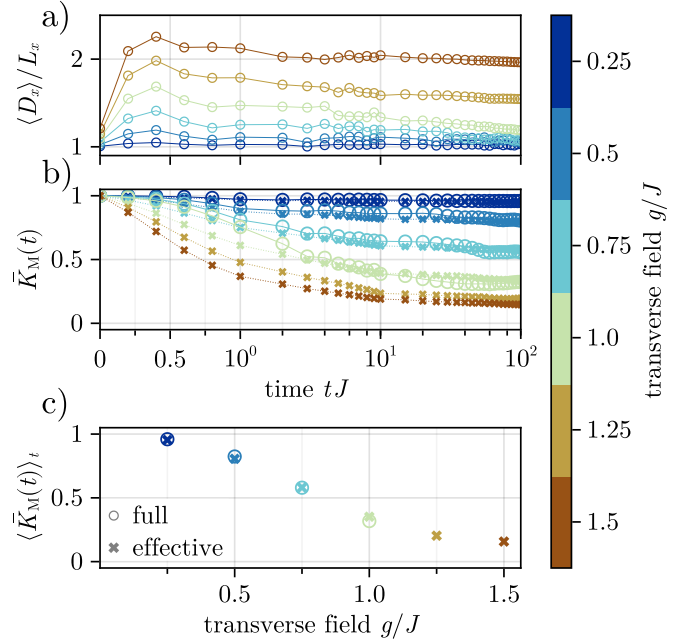 a)
⟨D_x⟩/L_x
2
1
b)
K̄_M(t)
1
0.5
0
0 0.5 10^0 10^1 10^2
time tJ
c)
⟨K̄_M(t)⟩_t
1
0.5
0
full
effective
0.5 1.0 1.5
transverse field g/J
0.25
0.5
0.75
1.0
1.25
1.5
transverse field g/J